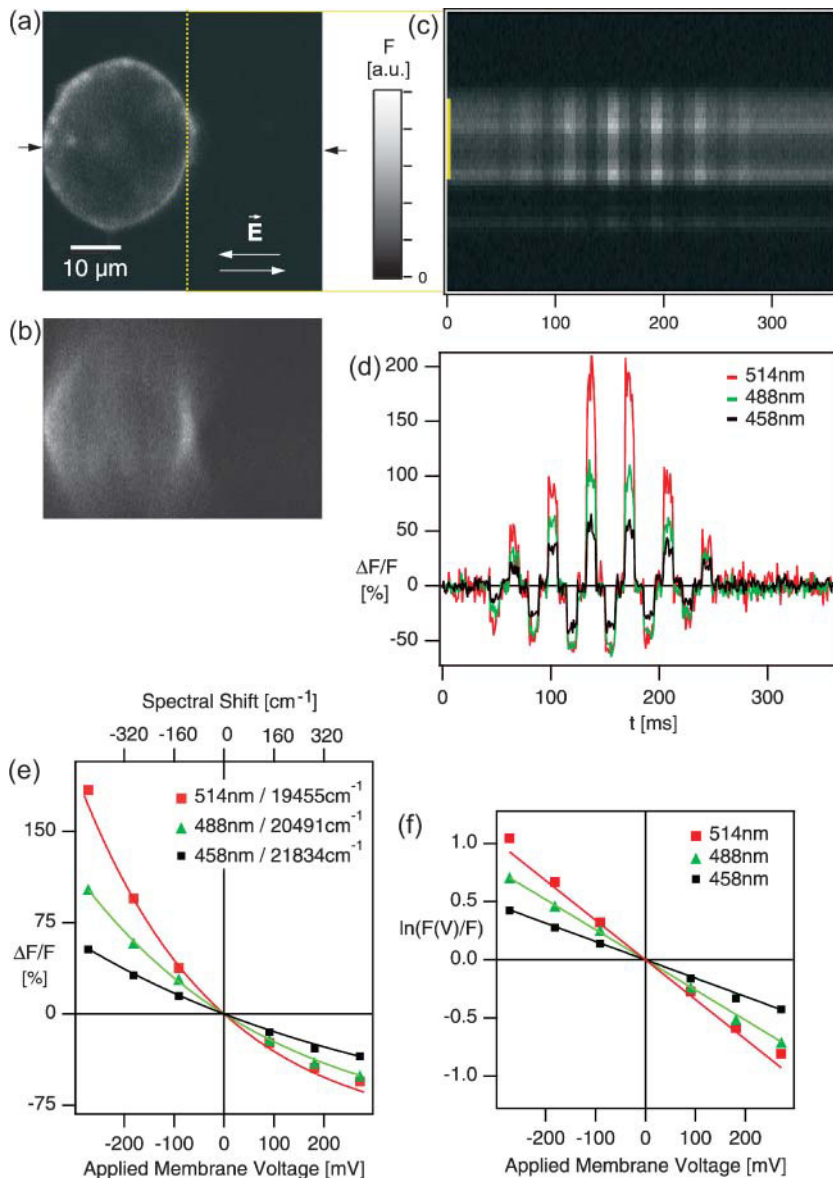 (a)
F
[a.u.]
0
E
10 µm
(b)
(c)
0
100
200
300
(d)
514nm
488nm
458nm
200
150
100
50
0
-50
ΔF/F
[%]
0
100
200
300
t [ms]
(e)
Spectral Shift [cm-1]
-320
-160
0
160
320
514nm / 19455cm-1
488nm / 20491cm-1
458nm / 21834cm-1
150
75
0
-75
ΔF/F
[%]
-200
-100
0
100
200
Applied Membrane Voltage [mV]
(f)
514nm
488nm
458nm
1.0
0.5
ln(F(V)/F)
0.0
-0.5
-1.0
-200
-100
0
100
200
Applied Membrane Voltage [mV]